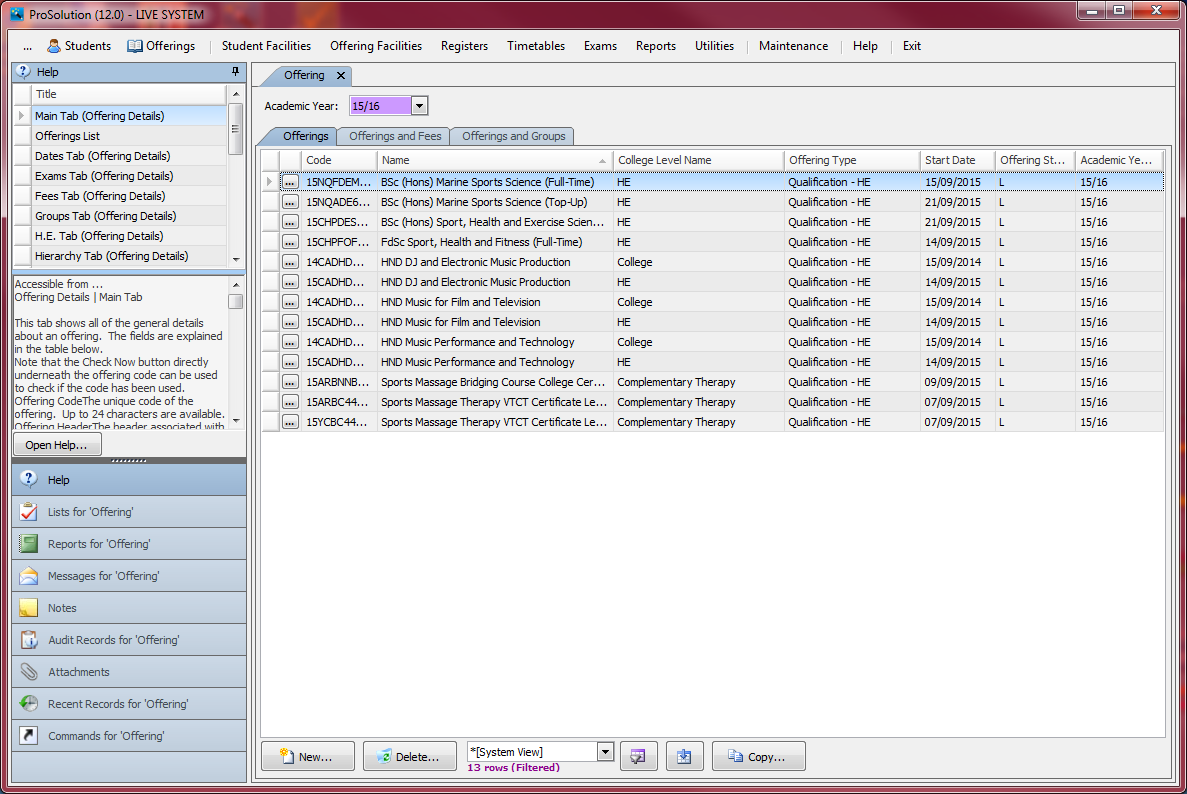 ProSolution (12.0) - LIVE SYSTEM
... Students Offerings Student Facilities Offering Facilities Registers Timetables Exams Reports Utilities Maintenance Help Exit
Help
Title
Main Tab (Offering Details)
Offerings List
Dates Tab (Offering Details)
Exams Tab (Offering Details)
Fees Tab (Offering Details)
Groups Tab (Offering Details)
H.E. Tab (Offering Details)
Hierarchy Tab (Offering Details)
Accessible from ...
Offering Details | Main Tab
This tab shows all of the general details
about an offering. The fields are explained
in the table below.
Note that the Check Now button directly
underneath the offering code can be used
to check if the code has been used.
Offering CodeThe unique code of the
offering. Up to 24 characters are available.
Offering HeaderThe header associated with
Open Help...
Help
Lists for 'Offering'
Reports for 'Offering'
Messages for 'Offering'
Notes
Audit Records for 'Offering'
Attachments
Recent Records for 'Offering'
Commands for 'Offering'
Offering
Academic Year: 15/16
Offerings Offerings and Fees Offerings and Groups
Code Name College Level Name Offering Type Start Date Offering St... Academic Ye...
... 15NQFDEM... BSc (Hons) Marine Sports Science (Full-Time) HE Qualification - HE 15/09/2015 L 15/16
... 15NQADE6... BSc (Hons) Marine Sports Science (Top-Up) HE Qualification - HE 21/09/2015 L 15/16
... 15CHPDES... BSc (Hons) Sport, Health and Exercise Scien... HE Qualification - HE 21/09/2015 L 15/16
... 15CHPFOF... FdSc Sport, Health and Fitness (Full-Time) HE Qualification - HE 14/09/2015 L 15/16
... 14CADHD... HND DJ and Electronic Music Production College Qualification - HE 15/09/2014 L 15/16
... 15CADHD... HND DJ and Electronic Music Production HE Qualification - HE 14/09/2015 L 15/16
... 14CADHD... HND Music for Film and Television College Qualification - HE 15/09/2014 L 15/16
... 15CADHD... HND Music for Film and Television HE Qualification - HE 14/09/2015 L 15/16
... 14CADHD... HND Music Performance and Technology College Qualification - HE 15/09/2014 L 15/16
... 15CADHD... HND Music Performance and Technology HE Qualification - HE 14/09/2015 L 15/16
... 15ARBNNB... Sports Massage Bridging Course College Cer... Complementary Therapy Qualification - HE 09/09/2015 L 15/16
... 15ARBC44... Sports Massage Therapy VTCT Certificate Le... Complementary Therapy Qualification - HE 07/09/2015 L 15/16
... 15YCBC44... Sports Massage Therapy VTCT Certificate Le... Complementary Therapy Qualification - HE 07/09/2015 L 15/16
New... Delete... *[System View] Copy...
13 rows (Filtered)